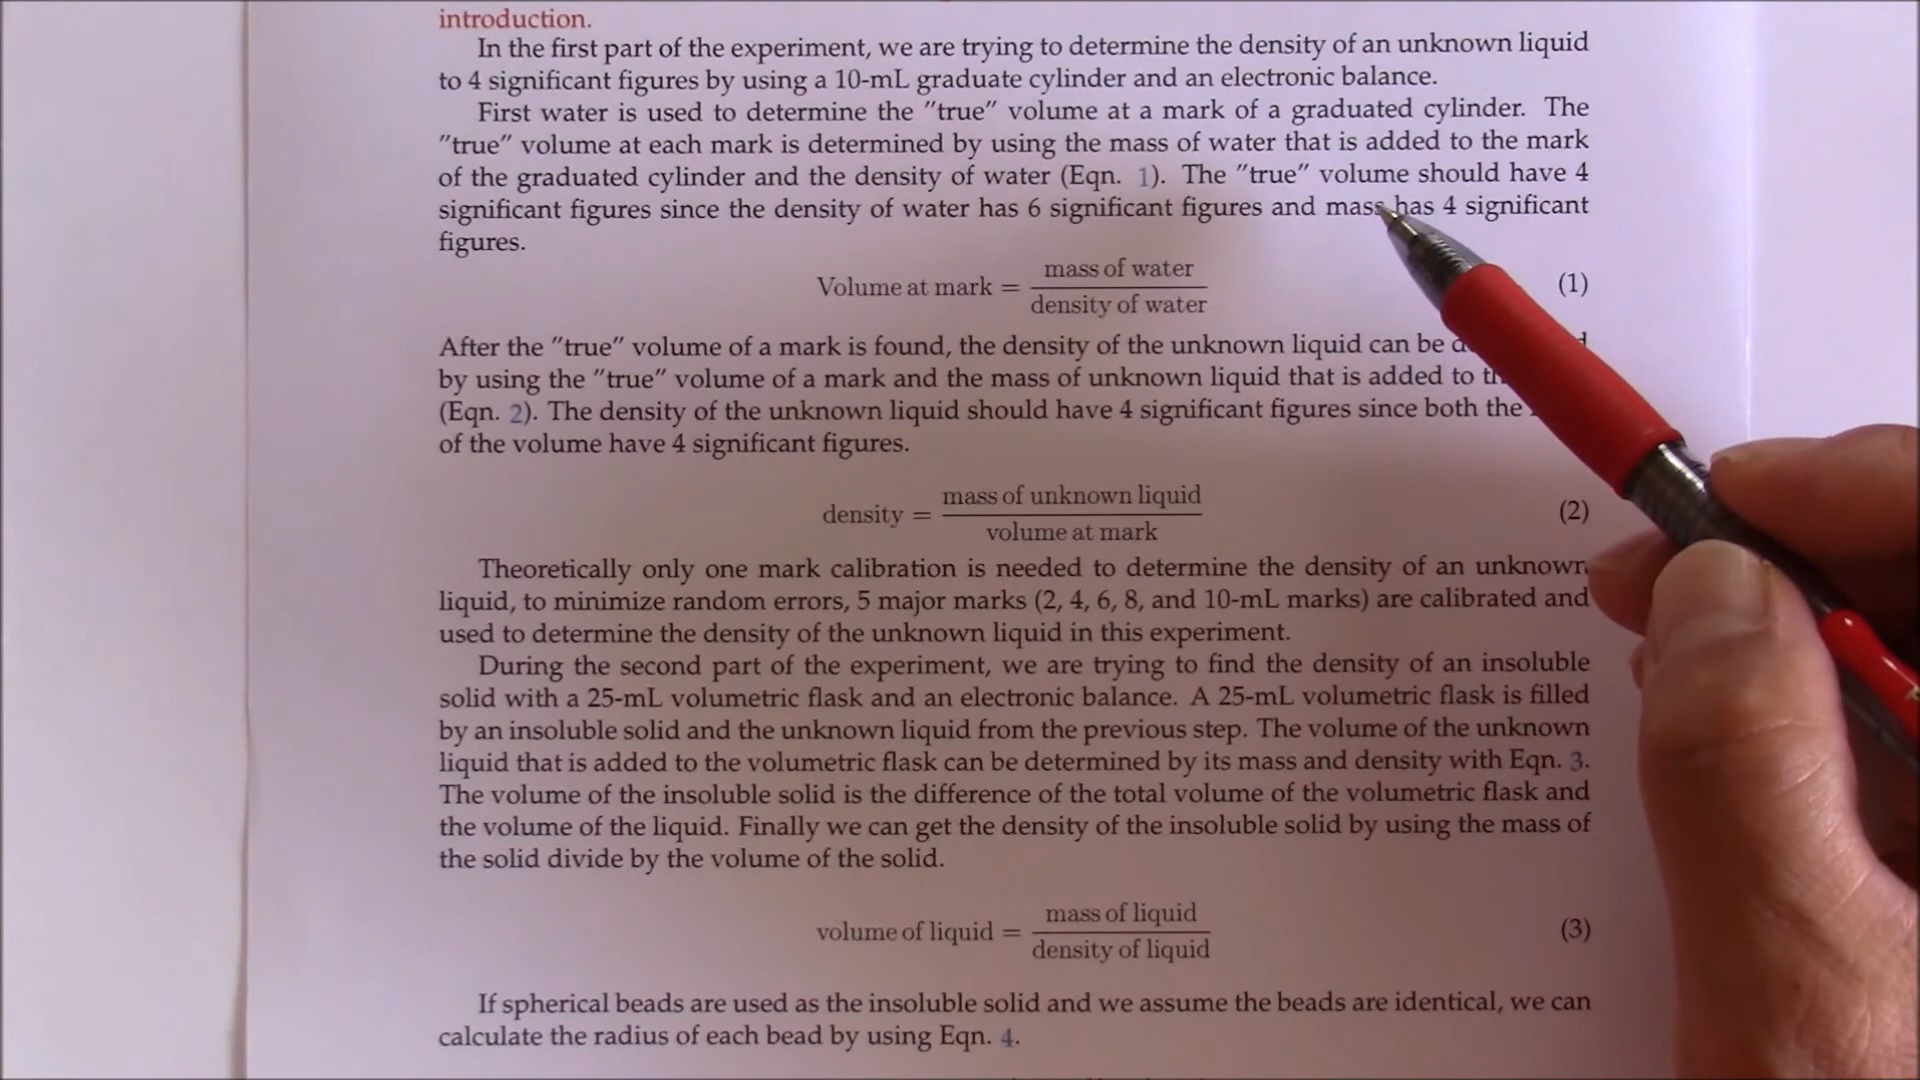 introduction.
In the first part of the experiment, we are trying to determine the density of an unknown liquid
to 4 significant figures by using a 10-mL graduate cylinder and an electronic balance.
First water is used to determine the "true" volume at a mark of a graduated cylinder. The
"true" volume at each mark is determined by using the mass of water that is added to the mark
of the graduated cylinder and the density of water (Eqn. 1). The "true" volume should have 4
significant figures since the density of water has 6 significant figures and mass has 4 significant
figures.
Volume at mark = mass of water / density of water (1)
After the "true" volume of a mark is found, the density of the unknown liquid can be
by using the "true" volume of a mark and the mass of unknown liquid that is added to
(Eqn. 2). The density of the unknown liquid should have 4 significant figures since both the
of the volume have 4 significant figures.
density = mass of unknown liquid / volume at mark (2)
Theoretically only one mark calibration is needed to determine the density of an unknown
liquid, to minimize random errors, 5 major marks (2, 4, 6, 8, and 10-mL marks) are calibrated and
used to determine the density of the unknown liquid in this experiment.
During the second part of the experiment, we are trying to find the density of an insoluble
solid with a 25-mL volumetric flask and an electronic balance. A 25-mL volumetric flask is filled
by an insoluble solid and the unknown liquid from the previous step. The volume of the unknown
liquid that is added to the volumetric flask can be determined by its mass and density with Eqn. 3.
The volume of the insoluble solid is the difference of the total volume of the volumetric flask and
the volume of the liquid. Finally we can get the density of the insoluble solid by using the mass of
the solid divide by the volume of the solid.
volume of liquid = mass of liquid / density of liquid (3)
If spherical beads are used as the insoluble solid and we assume the beads are identical, we can
calculate the radius of each bead by using Eqn. 4.